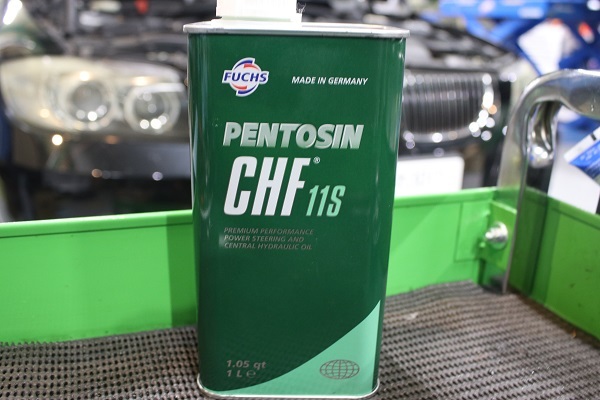 FUCHS
MADE IN GERMANY
PENTOSIN
CHF® 11S
PREMIUM PERFORMANCE
POWER STEERING AND
CENTRAL HYDRAULIC OIL
1.05 qt
1 L ℮